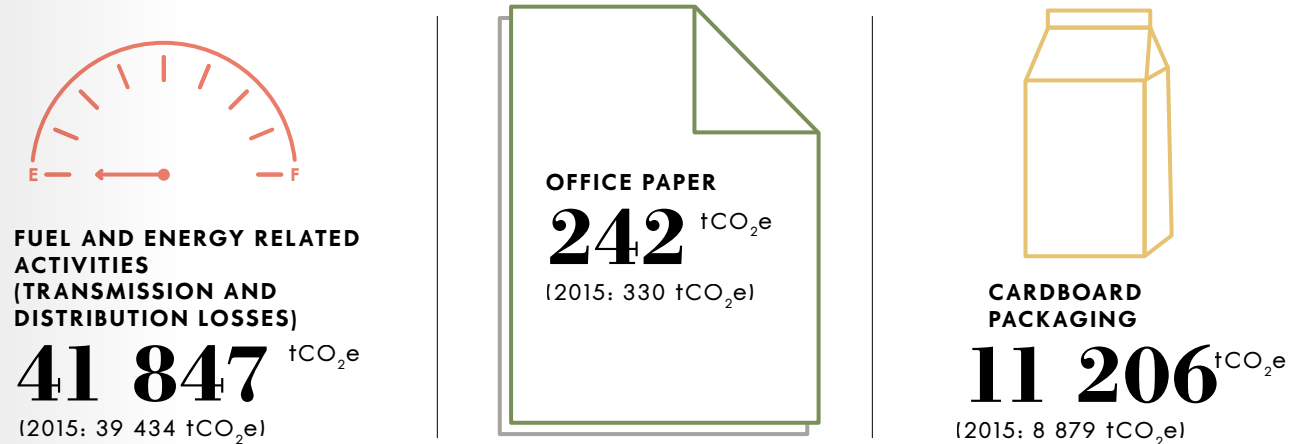 E F
FUEL AND ENERGY RELATED
ACTIVITIES
(TRANSMISSION AND
DISTRIBUTION LOSSES)
41 847 tCO₂e
(2015: 39 434 tCO₂e)
OFFICE PAPER
242 tCO₂e
(2015: 330 tCO₂e)
CARDBOARD
PACKAGING
11 206 tCO₂e
(2015: 8 879 tCO₂e)